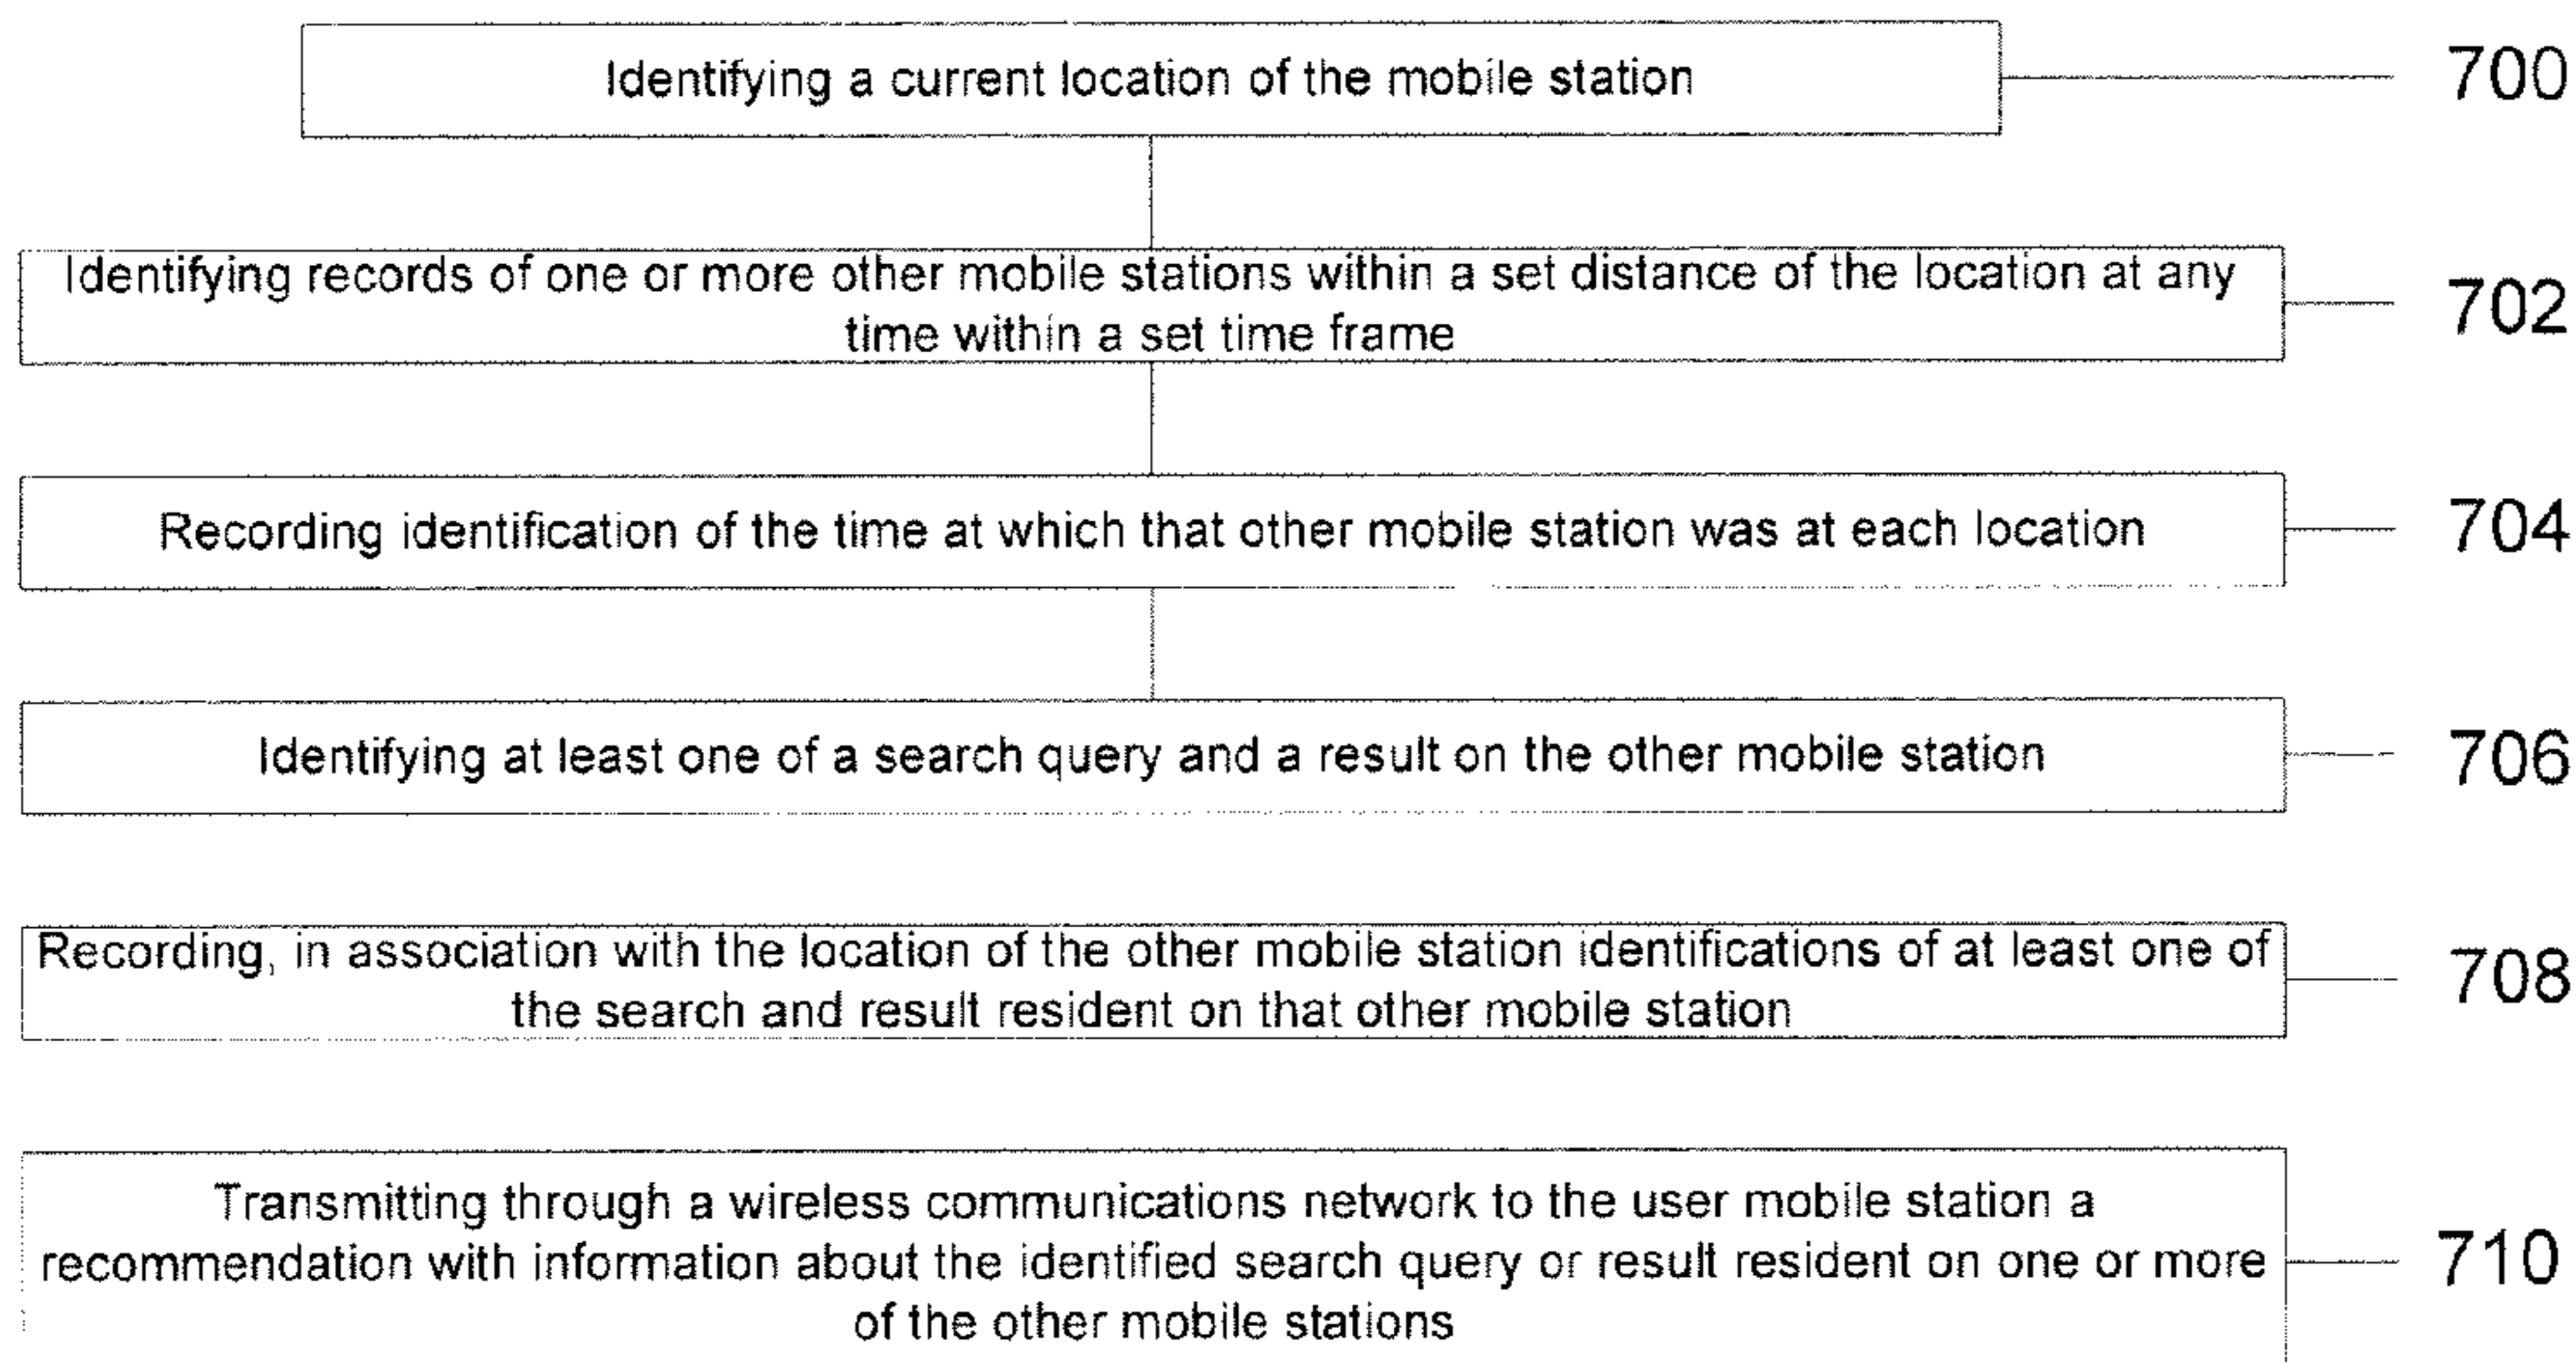 Identifying a current location of the mobile station
700
Identifying records of one or more other mobile stations within a set distance of the location at any
time within a set time frame
702
Recording identification of the time at which that other mobile station was at each location
704
Identifying at least one of a search query and a result on the other mobile station
706
Recording, in association with the location of the other mobile station identifications of at least one of
the search and result resident on that other mobile station
708
Transmitting through a wireless communications network to the user mobile station a
recommendation with information about the identified search query or result resident on one or more
of the other mobile stations
710